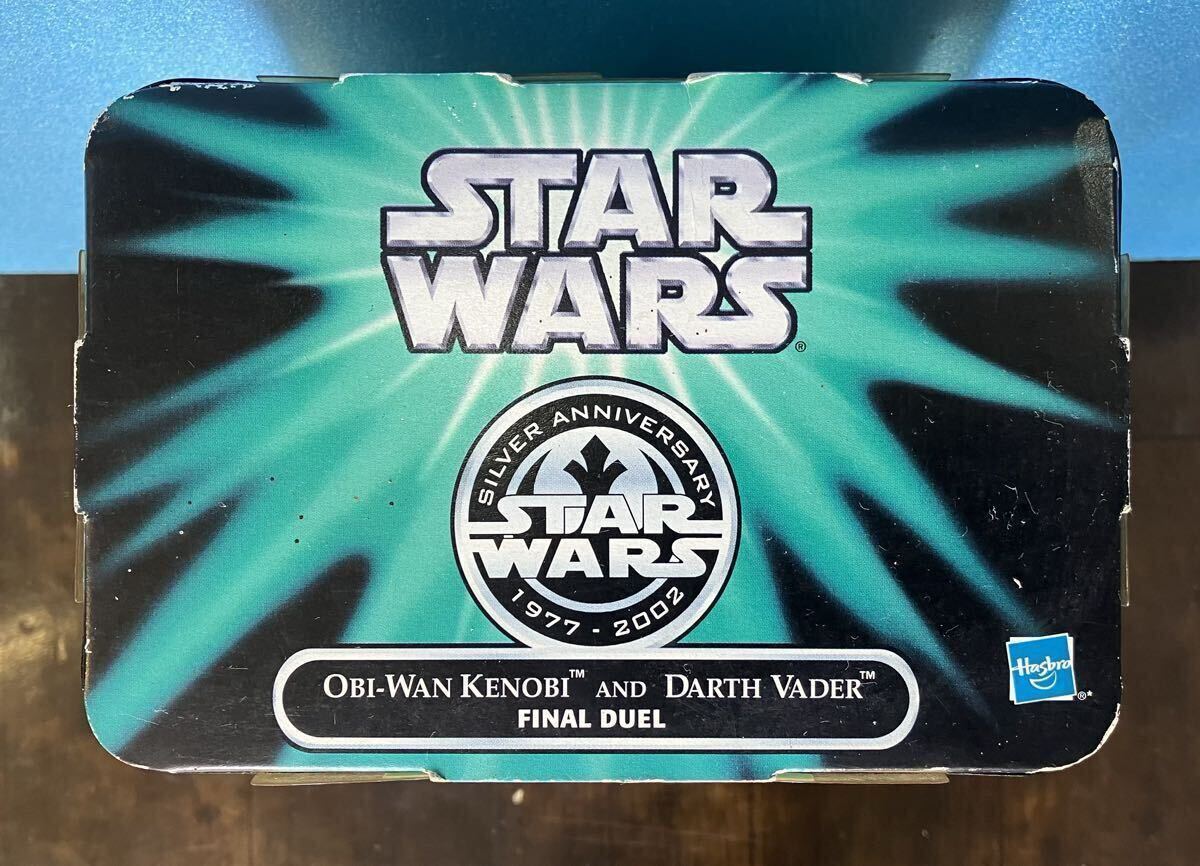 STAR
WARS®
SILVER ANNIVERSARY
STAR
WARS
1977 - 2002
OBI-WAN KENOBI™ AND DARTH VADER™
FINAL DUEL
Hasbro
®*